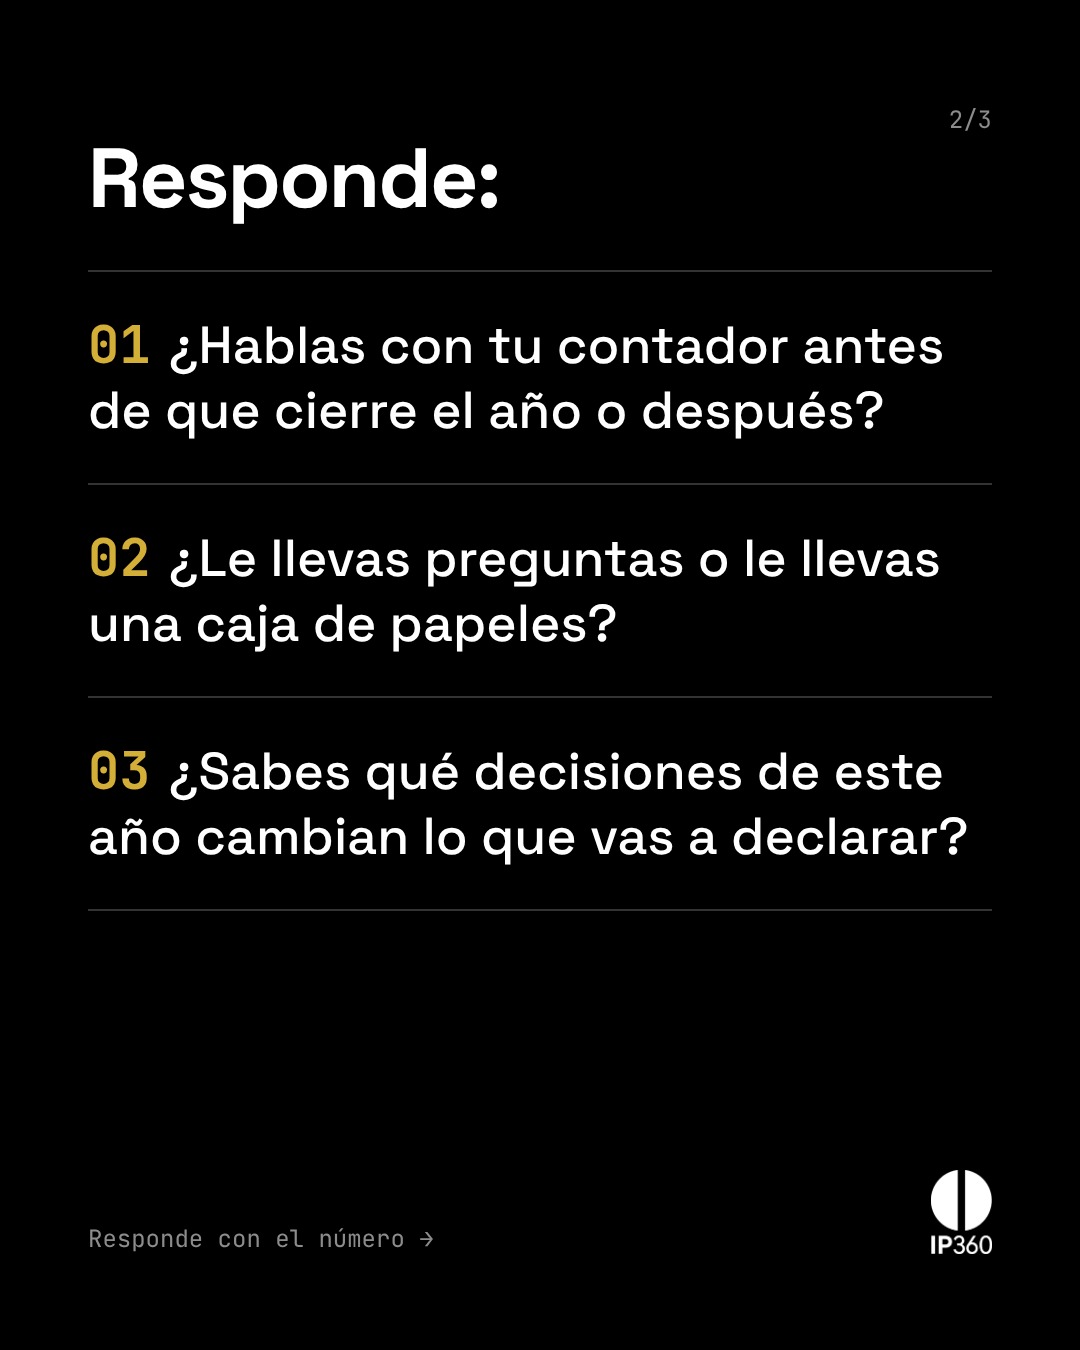 2/3
Responde:
01 ¿Hablas con tu contador antes
de que cierre el año o después?
02 ¿Le llevas preguntas o le llevas
una caja de papeles?
03 ¿Sabes qué decisiones de este
año cambian lo que vas a declarar?
Responde con el número →
IP360